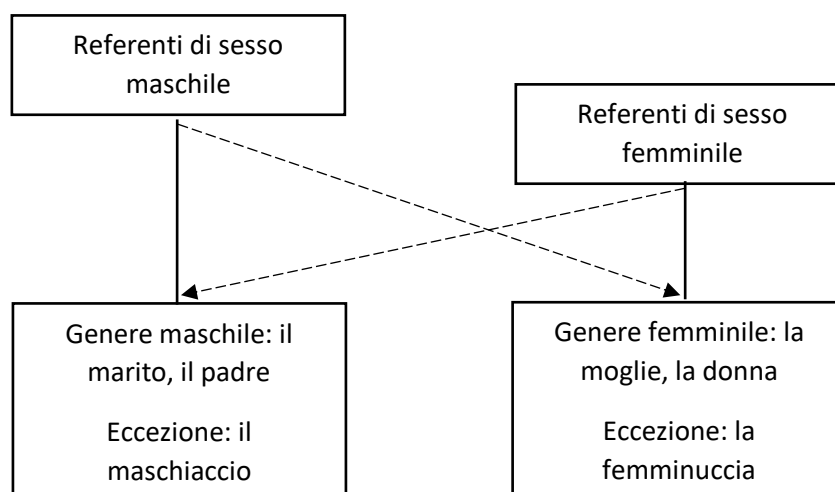 Referenti di sesso
maschile
Referenti di sesso
femminile
Genere maschile: il
marito, il padre
Eccezione: il
maschiaccio
Genere femminile: la
moglie, la donna
Eccezione: la
femminuccia